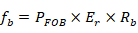 f_b = P_FOB × E_r × R_b